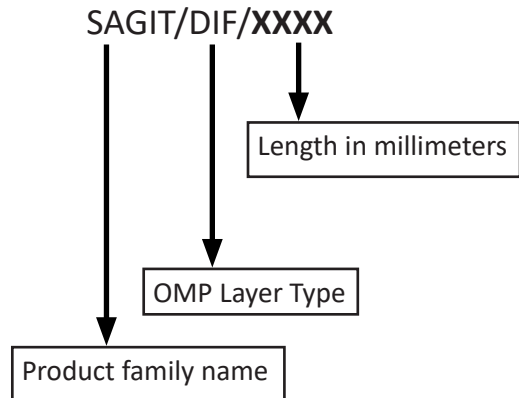 SAGIT/DIF/XXXX
Length in millimeters
OMP Layer Type
Product family name